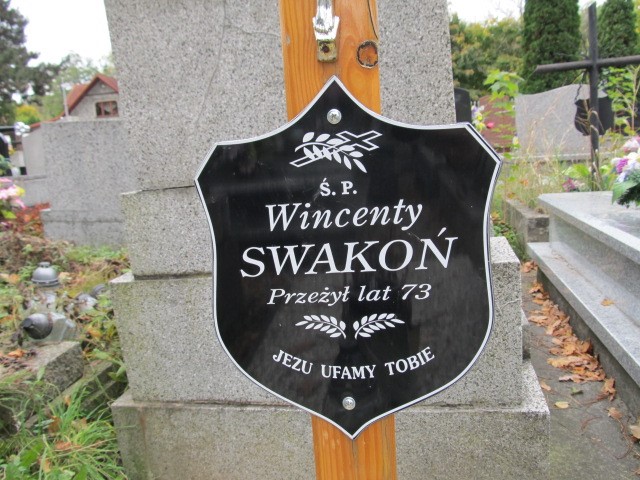 Ś. P.
Wincenty
SWAKOŃ
Przeżył lat 73
JEZU UFAMY TOBIE